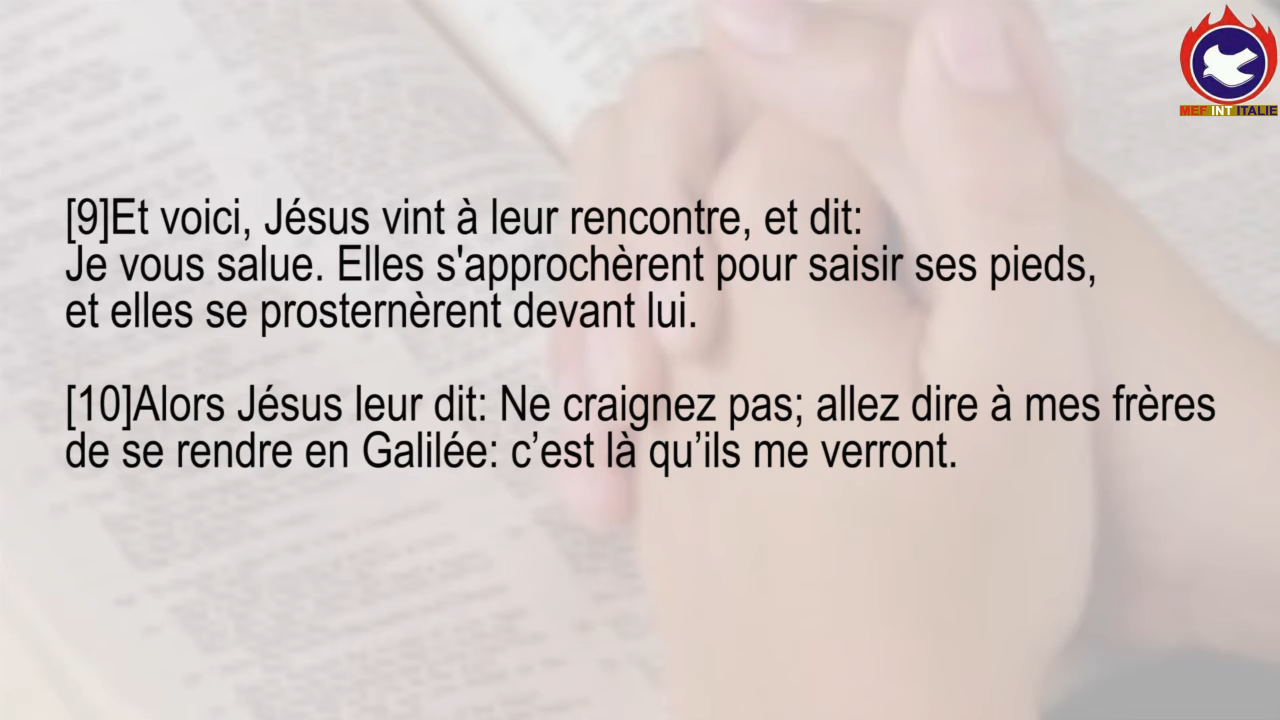 MEF INT ITALIE
[9]Et voici, Jésus vint à leur rencontre, et dit:
Je vous salue. Elles s'approchèrent pour saisir ses pieds,
et elles se prosternèrent devant lui.
[10]Alors Jésus leur dit: Ne craignez pas; allez dire à mes frères
de se rendre en Galilée: c’est là qu’ils me verront.